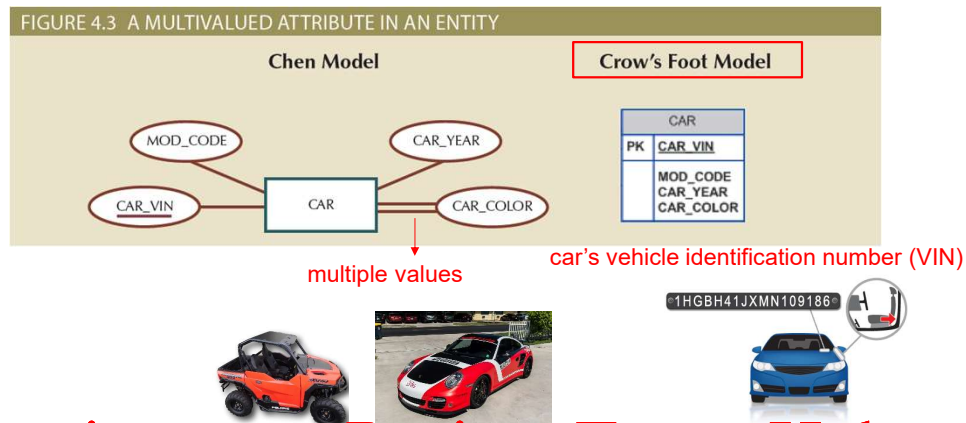 FIGURE 4.3 A MULTIVALUED ATTRIBUTE IN AN ENTITY
Chen Model
Crow's Foot Model
MOD_CODE
CAR_YEAR
CAR_VIN
CAR
CAR_COLOR
CAR
PK CAR_VIN
MOD_CODE
CAR_YEAR
CAR_COLOR
multiple values
car's vehicle identification number (VIN)
1HGBH41JXMN109186